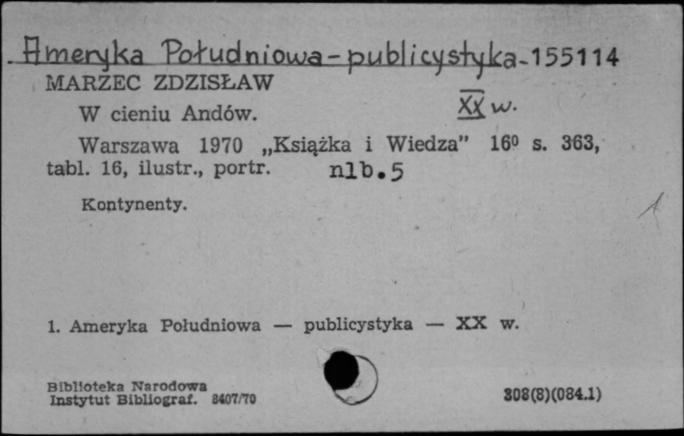 Ameryka Południowa - publicystyka - 155114
MARZEC ZDZISŁAW
W cieniu Andów.
XX w.
Warszawa 1970 „Książka i Wiedza” 16⁰ s. 363,
tabl. 16, ilustr., portr. nlb. 5
Kontynenty.
1. Ameryka Południowa — publicystyka — XX w.
Biblioteka Narodowa
Instytut Bibliograf. 8407/70
308(8)(084.1)